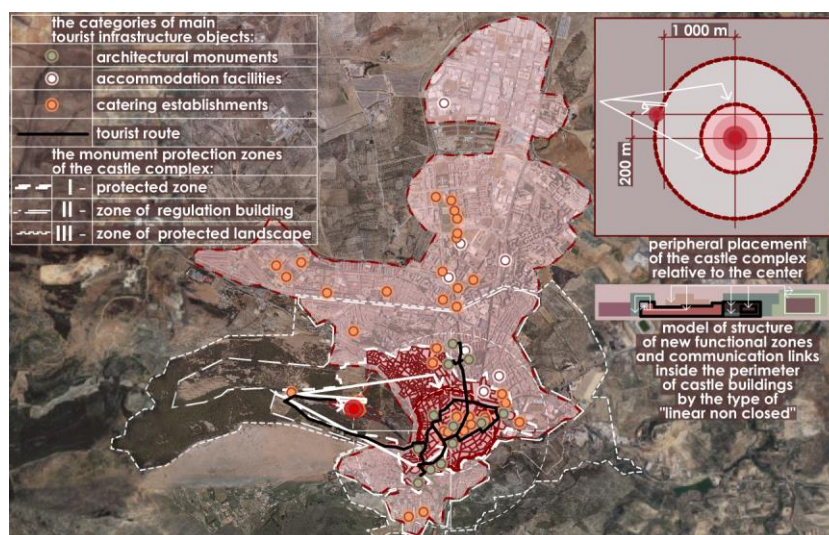 the categories of main
tourist infrastructure objects:
architectural monuments
accommodation facilities
catering establishments
tourist route
the monument protection zones
of the castle complex:
I - protected zone
II - zone of regulation building
III - zone of protected landscape
1 000 m
200 m
peripheral placement
of the castle complex
relative to the center
model of structure
of new functional zones
and communication links
inside the perimeter
of castle buildings
by the type of
"linear non closed"